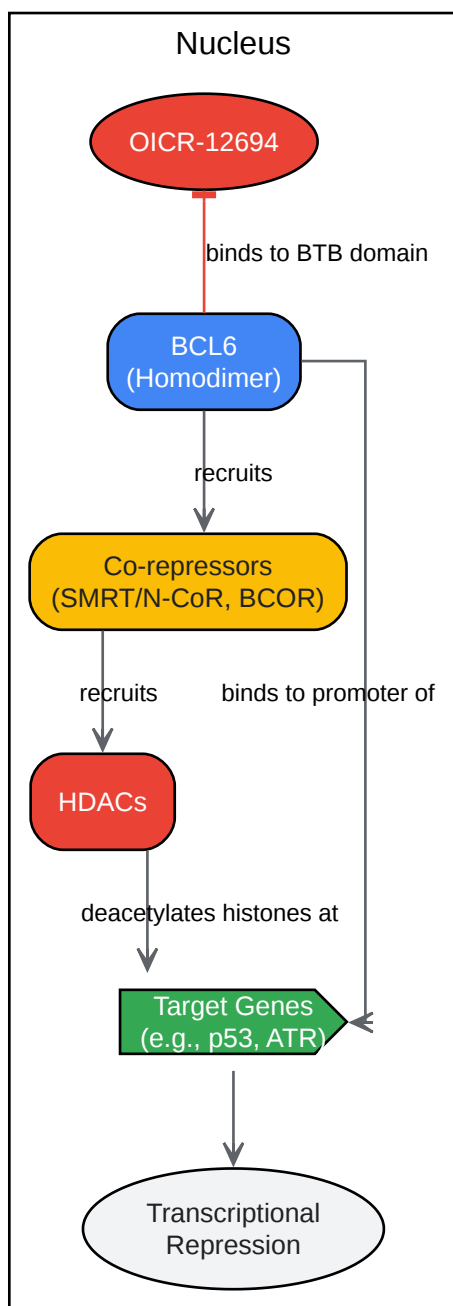 Nucleus
OICR-12694
binds to BTB domain
BCL6
(Homodimer)
recruits
Co-repressors
(SMRT/N-CoR, BCOR)
recruits
binds to promoter of
HDACs
deacetylates histones at
Target Genes
(e.g., p53, ATR)
Transcriptional
Repression